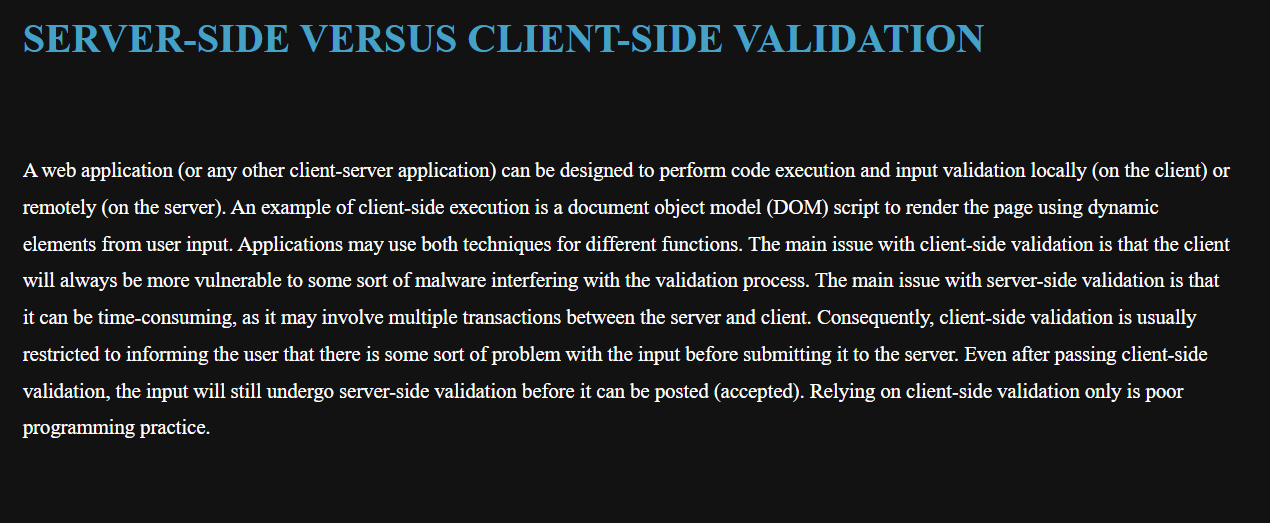 SERVER-SIDE VERSUS CLIENT-SIDE VALIDATION
A web application (or any other client-server application) can be designed to perform code execution and input validation locally (on the client) or
remotely (on the server). An example of client-side execution is a document object model (DOM) script to render the page using dynamic
elements from user input. Applications may use both techniques for different functions. The main issue with client-side validation is that the client
will always be more vulnerable to some sort of malware interfering with the validation process. The main issue with server-side validation is that
it can be time-consuming, as it may involve multiple transactions between the server and client. Consequently, client-side validation is usually
restricted to informing the user that there is some sort of problem with the input before submitting it to the server. Even after passing client-side
validation, the input will still undergo server-side validation before it can be posted (accepted). Relying on client-side validation only is poor
programming practice.